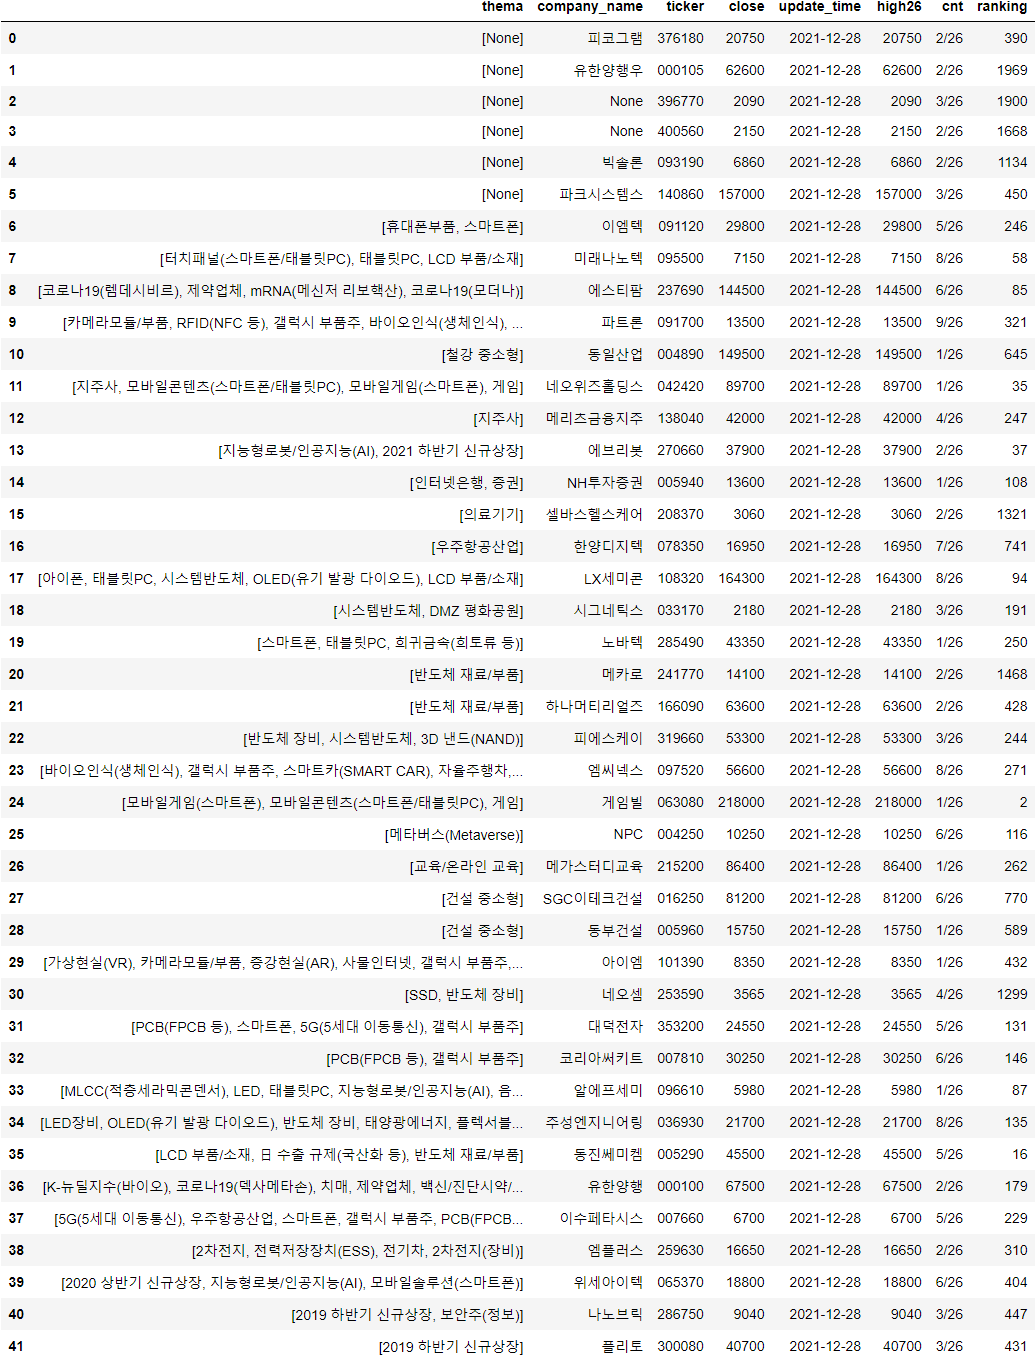 thema company_name ticker close update_time high26 cnt ranking
0 [None] 피코그램 376180 20750 2021-12-28 20750 2/26 390
1 [None] 유한양행우 000105 62600 2021-12-28 62600 2/26 1969
2 [None] None 396770 2090 2021-12-28 2090 3/26 1900
3 [None] None 400560 2150 2021-12-28 2150 2/26 1668
4 [None] 빅솔론 093190 6860 2021-12-28 6860 2/26 1134
5 [None] 파크시스템스 140860 157000 2021-12-28 157000 3/26 450
6 [휴대폰부품, 스마트폰] 이엠텍 091120 29800 2021-12-28 29800 5/26 246
7 [터치패널(스마트폰/태블릿PC), 태블릿PC, LCD 부품/소재] 미래나노텍 095500 7150 2021-12-28 7150 8/26 58
8 [코로나19(렘데시비르), 제약업체, mRNA(메신저 리보핵산), 코로나19(모더나)] 에스티팜 237690 144500 2021-12-28 144500 6/26 85
9 [카메라모듈/부품, RFID(NFC 등), 갤럭시 부품주, 바이오인식(생체인식), ... 파트론 091700 13500 2021-12-28 13500 9/26 321
10 [철강 중소형] 동일산업 004890 149500 2021-12-28 149500 1/26 645
11 [지주사, 모바일콘텐츠(스마트폰/태블릿PC), 모바일게임(스마트폰), 게임] 네오위즈홀딩스 042420 89700 2021-12-28 89700 1/26 35
12 [지주사] 메리츠금융지주 138040 42000 2021-12-28 42000 4/26 247
13 [지능형로봇/인공지능(AI), 2021 하반기 신규상장] 에브리봇 270660 37900 2021-12-28 37900 2/26 37
14 [인터넷은행, 증권] NH투자증권 005940 13600 2021-12-28 13600 1/26 108
15 [의료기기] 셀바스헬스케어 208370 3060 2021-12-28 3060 2/26 1321
16 [우주항공산업] 한양디지텍 078350 16950 2021-12-28 16950 7/26 741
17 [아이폰, 태블릿PC, 시스템반도체, OLED(유기 발광 다이오드), LCD 부품/소재] LX세미콘 108320 164300 2021-12-28 164300 8/26 94
18 [시스템반도체, DMZ 평화공원] 시그네틱스 033170 2180 2021-12-28 2180 3/26 191
19 [스마트폰, 태블릿PC, 희귀금속(희토류 등)] 노바텍 285490 43350 2021-12-28 43350 1/26 250
20 [반도체 재료/부품] 메카로 241770 14100 2021-12-28 14100 2/26 1468
21 [반도체 재료/부품] 하나머티리얼즈 166090 63600 2021-12-28 63600 2/26 428
22 [반도체 장비, 시스템반도체, 3D 낸드(NAND)] 피에스케이 319660 53300 2021-12-28 53300 3/26 244
23 [바이오인식(생체인식), 갤럭시 부품주, 스마트카(SMART CAR), 자율주행차,... 엠씨넥스 097520 56600 2021-12-28 56600 8/26 271
24 [모바일게임(스마트폰), 모바일콘텐츠(스마트폰/태블릿PC), 게임] 게임빌 063080 218000 2021-12-28 218000 1/26 2
25 [메타버스(Metaverse)] NPC 004250 10250 2021-12-28 10250 6/26 116
26 [교육/온라인 교육] 메가스터디교육 215200 86400 2021-12-28 86400 1/26 262
27 [건설 중소형] SGC이테크건설 016250 81200 2021-12-28 81200 6/26 770
28 [건설 중소형] 동부건설 005960 15750 2021-12-28 15750 1/26 589
29 [가상현실(VR), 카메라모듈/부품, 증강현실(AR), 사물인터넷, 갤럭시 부품주,... 아이엠 101390 8350 2021-12-28 8350 1/26 432
30 [SSD, 반도체 장비] 네오셈 253590 3565 2021-12-28 3565 4/26 1299
31 [PCB(FPCB 등), 스마트폰, 5G(5세대 이동통신), 갤럭시 부품주] 대덕전자 353200 24550 2021-12-28 24550 5/26 131
32 [PCB(FPCB 등), 갤럭시 부품주] 코리아써키트 007810 30250 2021-12-28 30250 6/26 146
33 [MLCC(적층세라믹콘덴서), LED, 태블릿PC, 지능형로봇/인공지능(AI), 음... 알에프세미 096610 5980 2021-12-28 5980 1/26 87
34 [LED장비, OLED(유기 발광 다이오드), 반도체 장비, 태양광에너지, 플렉서블... 주성엔지니어링 036930 21700 2021-12-28 21700 8/26 135
35 [LCD 부품/소재, 日 수출 규제(국산화 등), 반도체 재료/부품] 동진쎄미켐 005290 45500 2021-12-28 45500 5/26 16
36 [K-뉴딜지수(바이오), 코로나19(덱사메타손), 치매, 제약업체, 백신/진단시약/... 유한양행 000100 67500 2021-12-28 67500 2/26 179
37 [5G(5세대 이동통신), 우주항공산업, 스마트폰, 갤럭시 부품주, PCB(FPCB... 이수페타시스 007660 6700 2021-12-28 6700 5/26 229
38 [2차전지, 전력저장장치(ESS), 전기차, 2차전지(장비)] 엠플러스 259630 16650 2021-12-28 16650 2/26 310
39 [2020 상반기 신규상장, 지능형로봇/인공지능(AI), 모바일솔루션(스마트폰)] 위세아이텍 065370 18800 2021-12-28 18800 6/26 404
40 [2019 하반기 신규상장, 보안주(정보)] 나노브릭 286750 9040 2021-12-28 9040 3/26 447
41 [2019 하반기 신규상장] 플리토 300080 40700 2021-12-28 40700 3/26 431